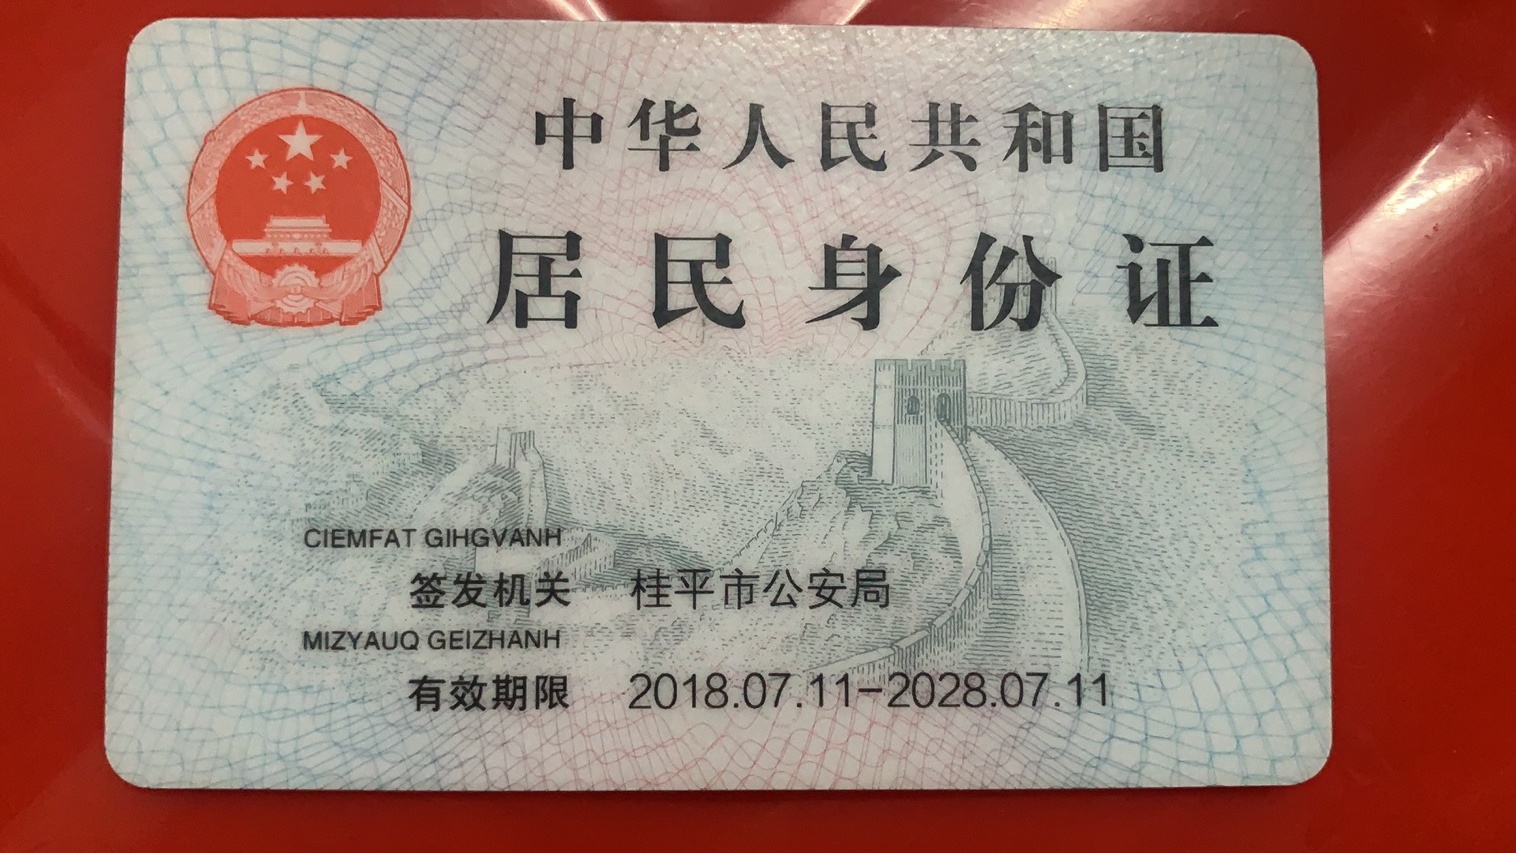 中华人民共和国
居民身份证
CIEMFAT GIHGVANH
签发机关 桂平市公安局
MIZYAUQ GEIZHANH
有效期限 2018.07.11-2028.07.11